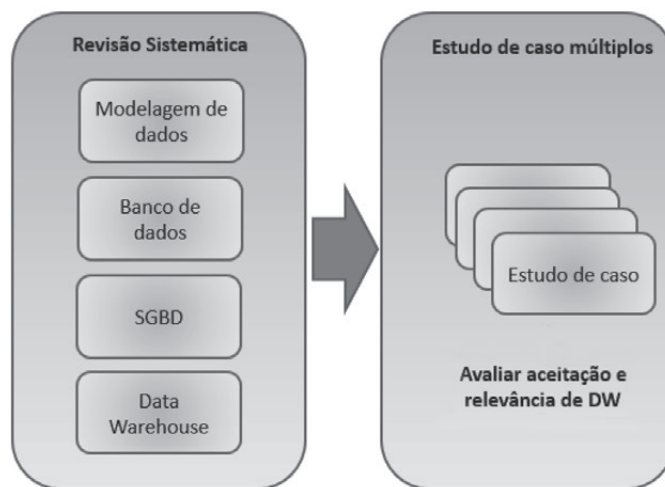 Revisão Sistemática
Modelagem de
dados
Banco de
dados
SGBD
Data
Warehouse
Estudo de caso múltiplos
Estudo de caso
Avaliar aceitação e
relevância de DW